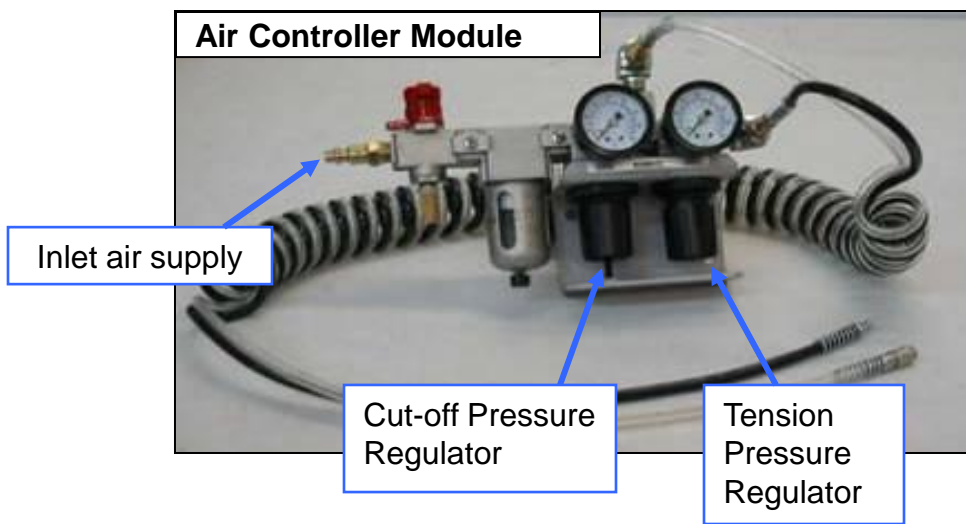 Air Controller Module
Inlet air supply
Cut-off Pressure
Regulator
Tension
Pressure
Regulator